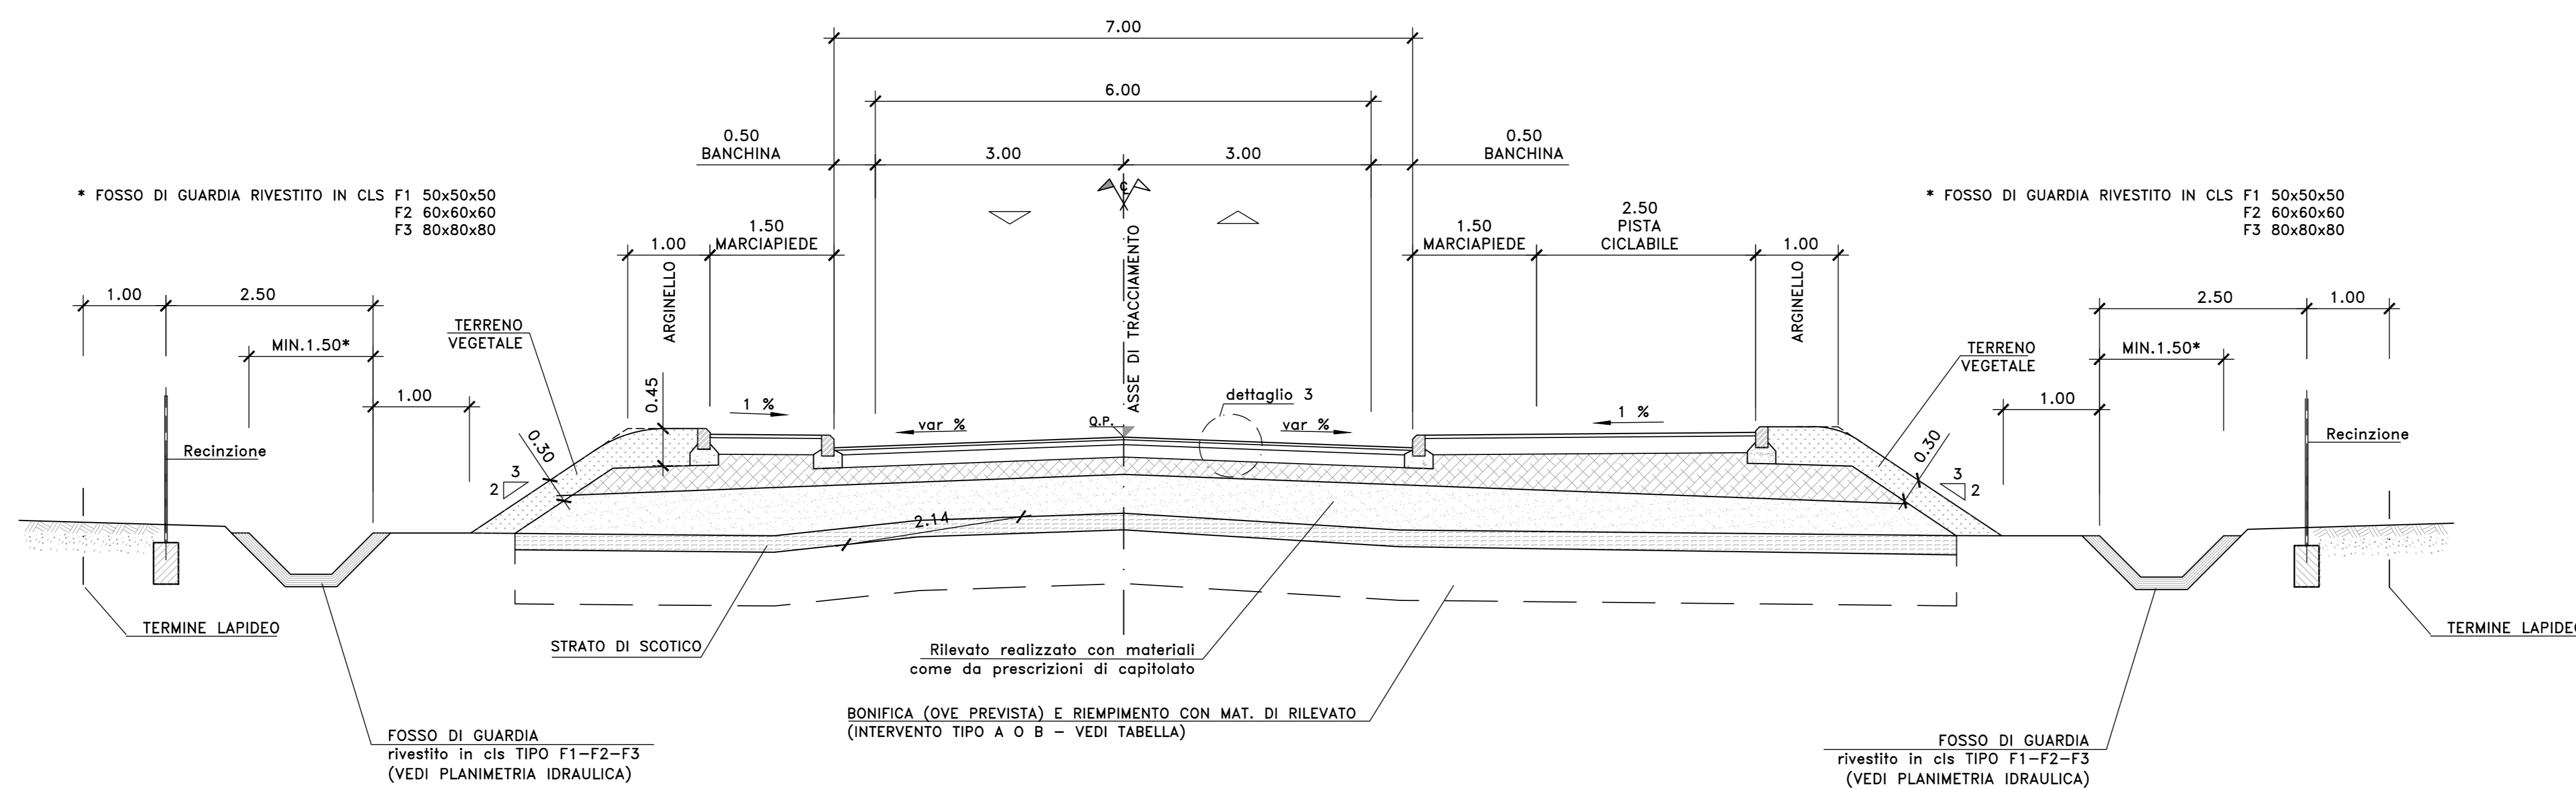 7.00
6.00
0.50
BANCHINA
3.00
3.00
0.50
BANCHINA
* FOSSO DI GUARDIA RIVESTITO IN CLS F1 50x50x50
F2 60x60x60
F3 80x80x80
* FOSSO DI GUARDIA RIVESTITO IN CLS F1 50x50x50
F2 60x60x60
F3 80x80x80
1.00
1.50
MARCIAPIEDE
ARGINELLO
ASSE DI TRACCIAMENTO
1.50
MARCIAPIEDE
2.50
PISTA
CICLABILE
1.00
ARGINELLO
1.00
2.50
MIN.1.50*
1.00
TERRENO
VEGETALE
2.50
1.00
MIN.1.50*
1.00
TERRENO
VEGETALE
0.45
1 %
var %
Q.P.
dettaglio 3
var %
1 %
0.30
3
2
Recinzione
0.30
3
2
Recinzione
2.14
TERMINE LAPIDEO
STRATO DI SCOTICO
Rilevato realizzato con materiali
come da prescrizioni di capitolato
TERMINE LAPIDEO
BONIFICA (OVE PREVISTA) E RIEMPIMENTO CON MAT. DI RILEVATO
(INTERVENTO TIPO A O B – VEDI TABELLA)
FOSSO DI GUARDIA
rivestito in cls TIPO F1–F2–F3
(VEDI PLANIMETRIA IDRAULICA)
FOSSO DI GUARDIA
rivestito in cls TIPO F1–F2–F3
(VEDI PLANIMETRIA IDRAULICA)